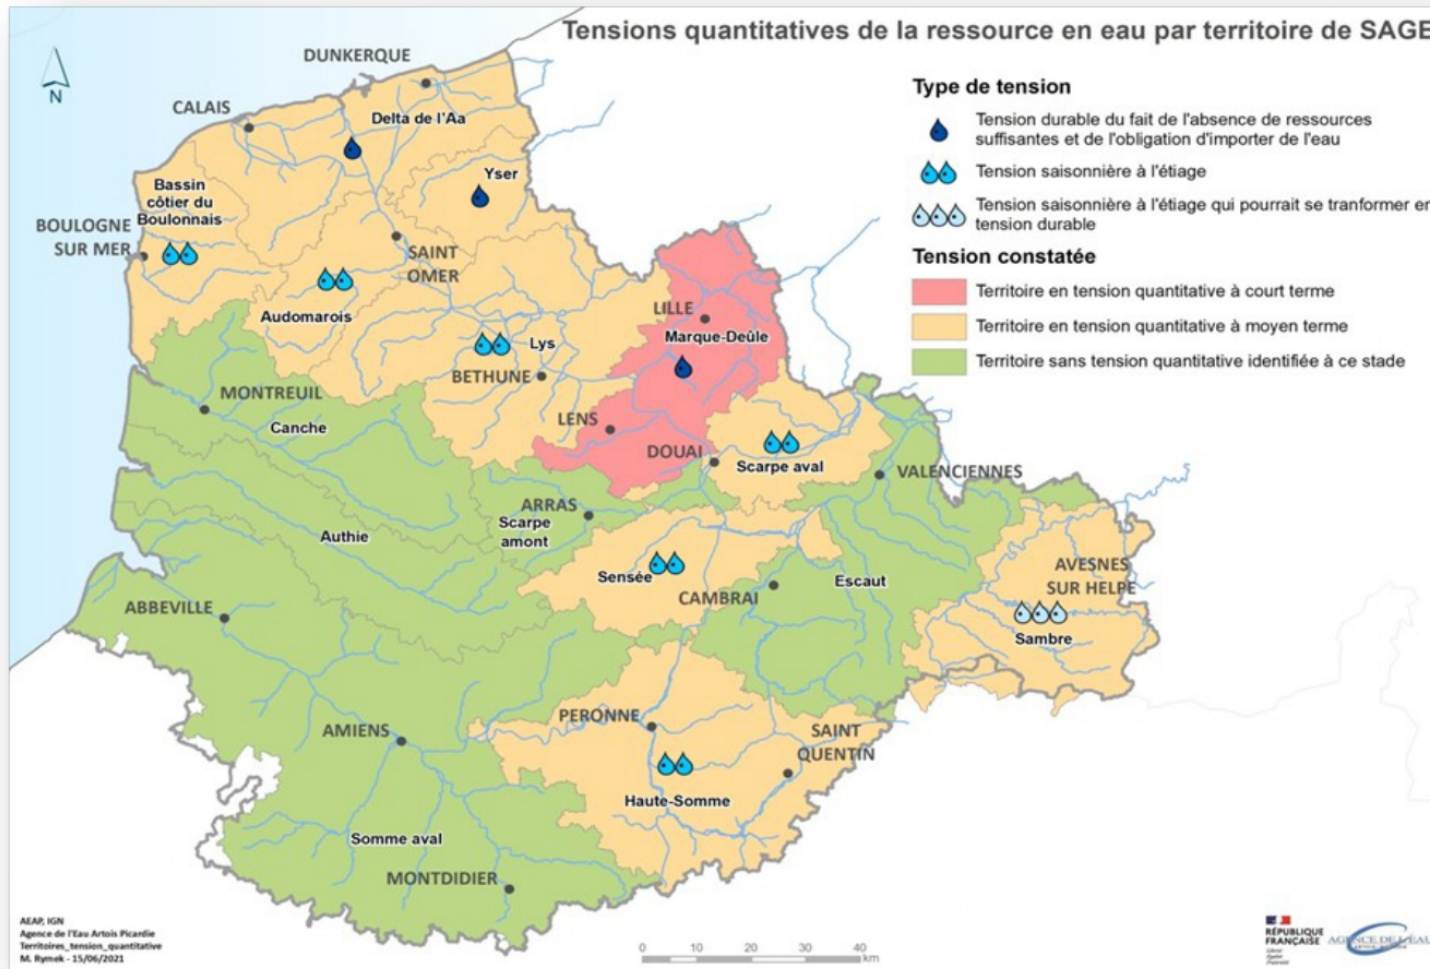 Tensions quantitatives de la ressource en eau par territoire de SAGE
N
Type de tension
Tension durable du fait de l'absence de ressources
suffisantes et de l'obligation d'importer de l'eau
Tension saisonnière à l'étiage
Tension saisonnière à l'étiage qui pourrait se tranformer en
tension durable
Tension constatée
Territoire en tension quantitative à court terme
Territoire en tension quantitative à moyen terme
Territoire sans tension quantitative identifiée à ce stade
DUNKERQUE
CALAIS
Delta de l'Aa
Yser
Bassin
côtier du
Boulonnais
BOULOGNE
SUR MER
SAINT
OMER
Audomarois
LILLE
Marque-Deûle
Lys
BETHUNE
MONTREUIL
Canche
LENS
DOUAI
Scarpe aval
VALENCIENNES
ARRAS
Scarpe
amont
Authie
Sensée
CAMBRAI
Escaut
AVESNES
SUR HELPE
Sambre
ABBEVILLE
PERONNE
AMIENS
SAINT
QUENTIN
Haute-Somme
Somme aval
MONTDIDIER
AEAP, IGN
Agence de l'Eau Artois Picardie
Territoires_tension_quantitative
M. Rymek - 15/06/2021
0 10 20 30 40
km
RÉPUBLIQUE
FRANÇAISE
Liberté
Égalité
Fraternité
AGENCE DE L'EAU